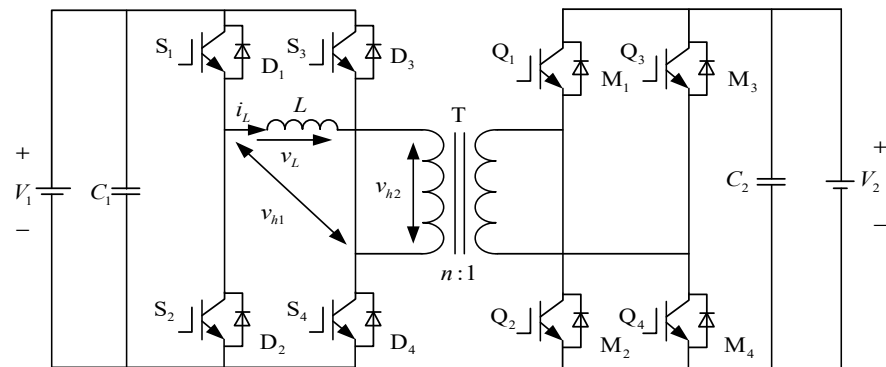 S1 S3 Q1 Q3
D1 D3 M1 M3
iL L T
+ vL +
V1 C1 vh1 vh2 C2 V2
− −
n:1
S2 S4 Q2 Q4
D2 D4 M2 M4